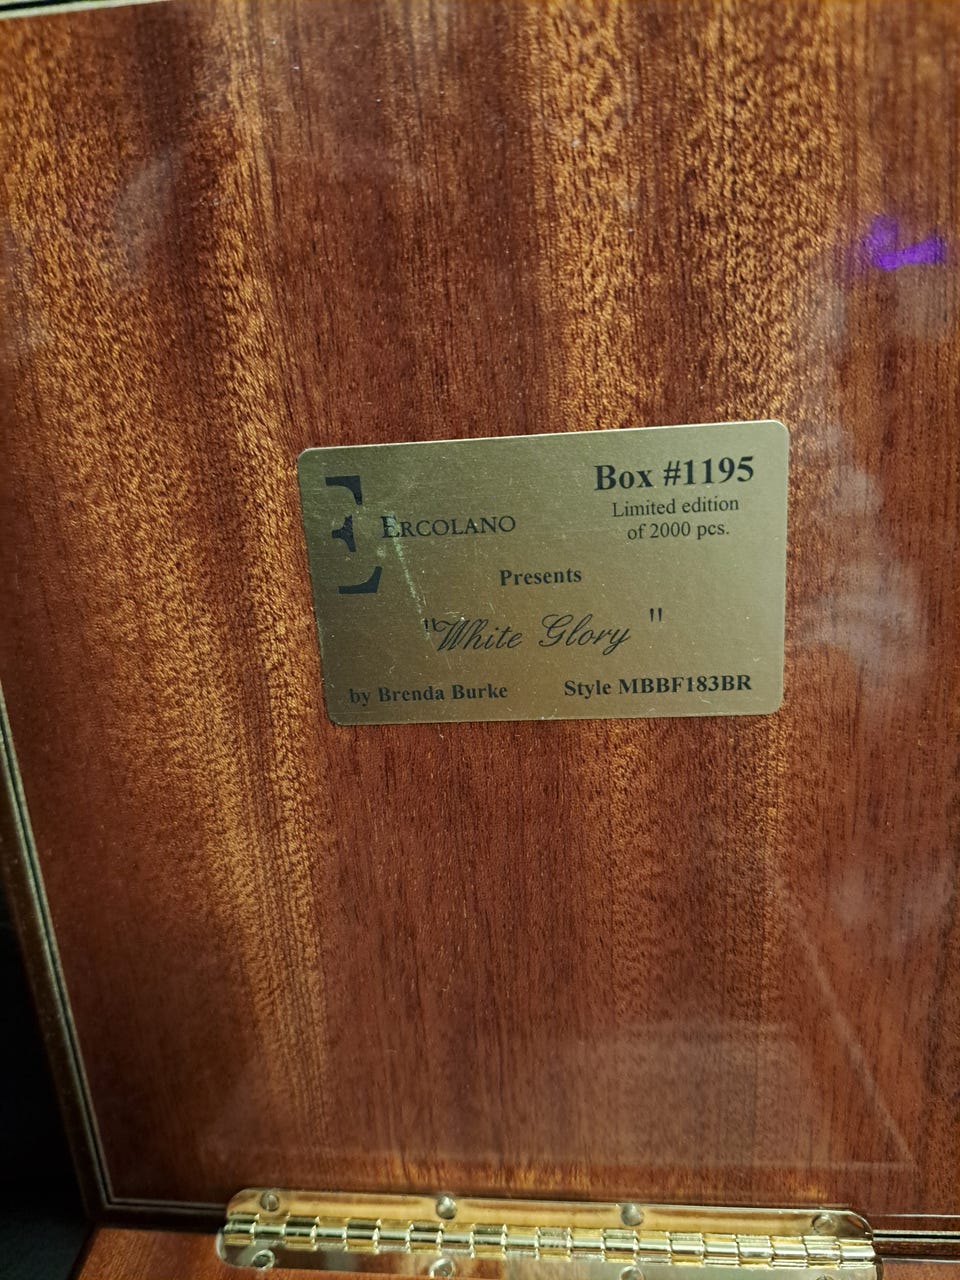 Box #1195
Limited edition
of 2000 pcs.
E ERCOLANO
Presents
"White Glory"
by Brenda Burke Style MBBF183BR